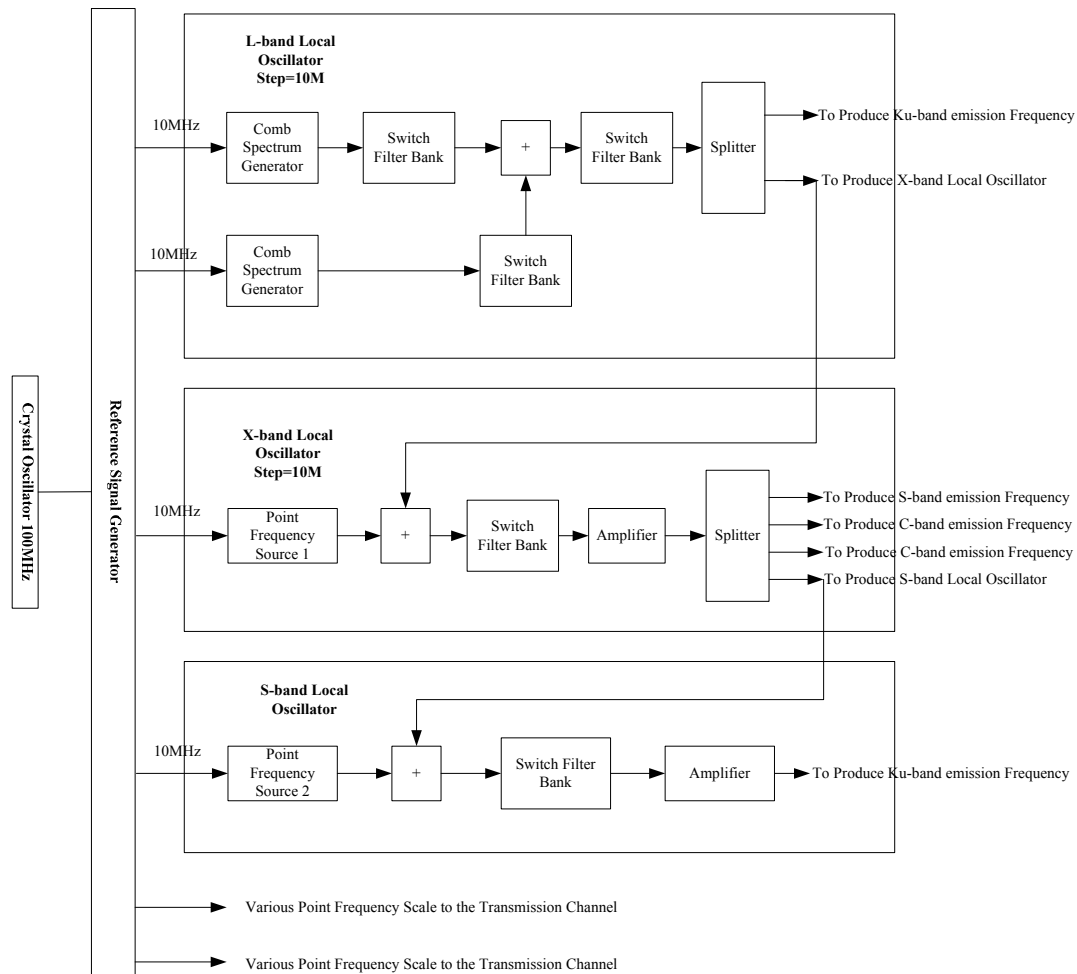 Crystal Oscillator 100MHz
Reference Signal Generator
L-band Local
Oscillator
Step=10M
10MHz
Comb
Spectrum
Generator
Switch
Filter Bank
+
Switch
Filter Bank
Splitter
To Produce Ku-band emission Frequency
To Produce X-band Local Oscillator
10MHz
Comb
Spectrum
Generator
Switch
Filter Bank
X-band Local
Oscillator
Step=10M
10MHz
Point
Frequency
Source 1
+
Switch
Filter Bank
Amplifier
Splitter
To Produce S-band emission Frequency
To Produce C-band emission Frequency
To Produce C-band emission Frequency
To Produce S-band Local Oscillator
S-band Local
Oscillator
10MHz
Point
Frequency
Source 2
+
Switch Filter
Bank
Amplifier
To Produce Ku-band emission Frequency
Various Point Frequency Scale to the Transmission Channel
Various Point Frequency Scale to the Transmission Channel